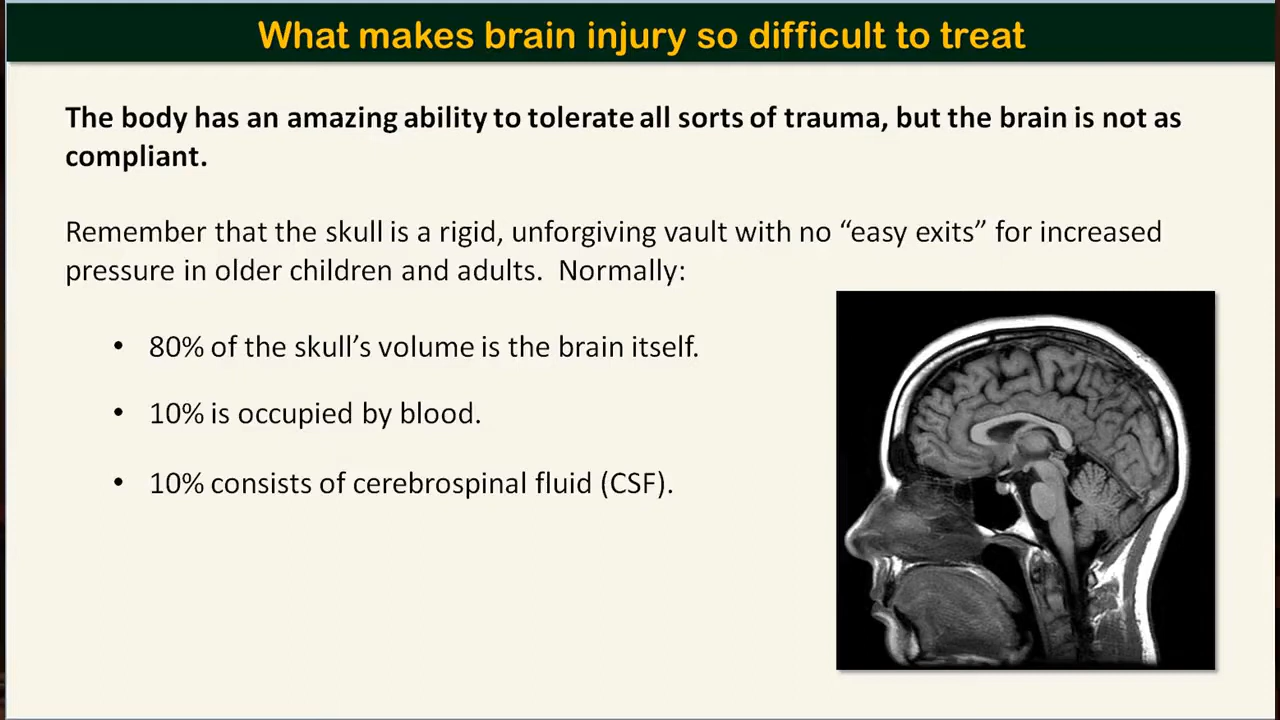 What makes brain injury so difficult to treat
The body has an amazing ability to tolerate all sorts of trauma, but the brain is not as
compliant.
Remember that the skull is a rigid, unforgiving vault with no “easy exits” for increased
pressure in older children and adults.  Normally:
• 80% of the skull’s volume is the brain itself.
• 10% is occupied by blood.
• 10% consists of cerebrospinal fluid (CSF).